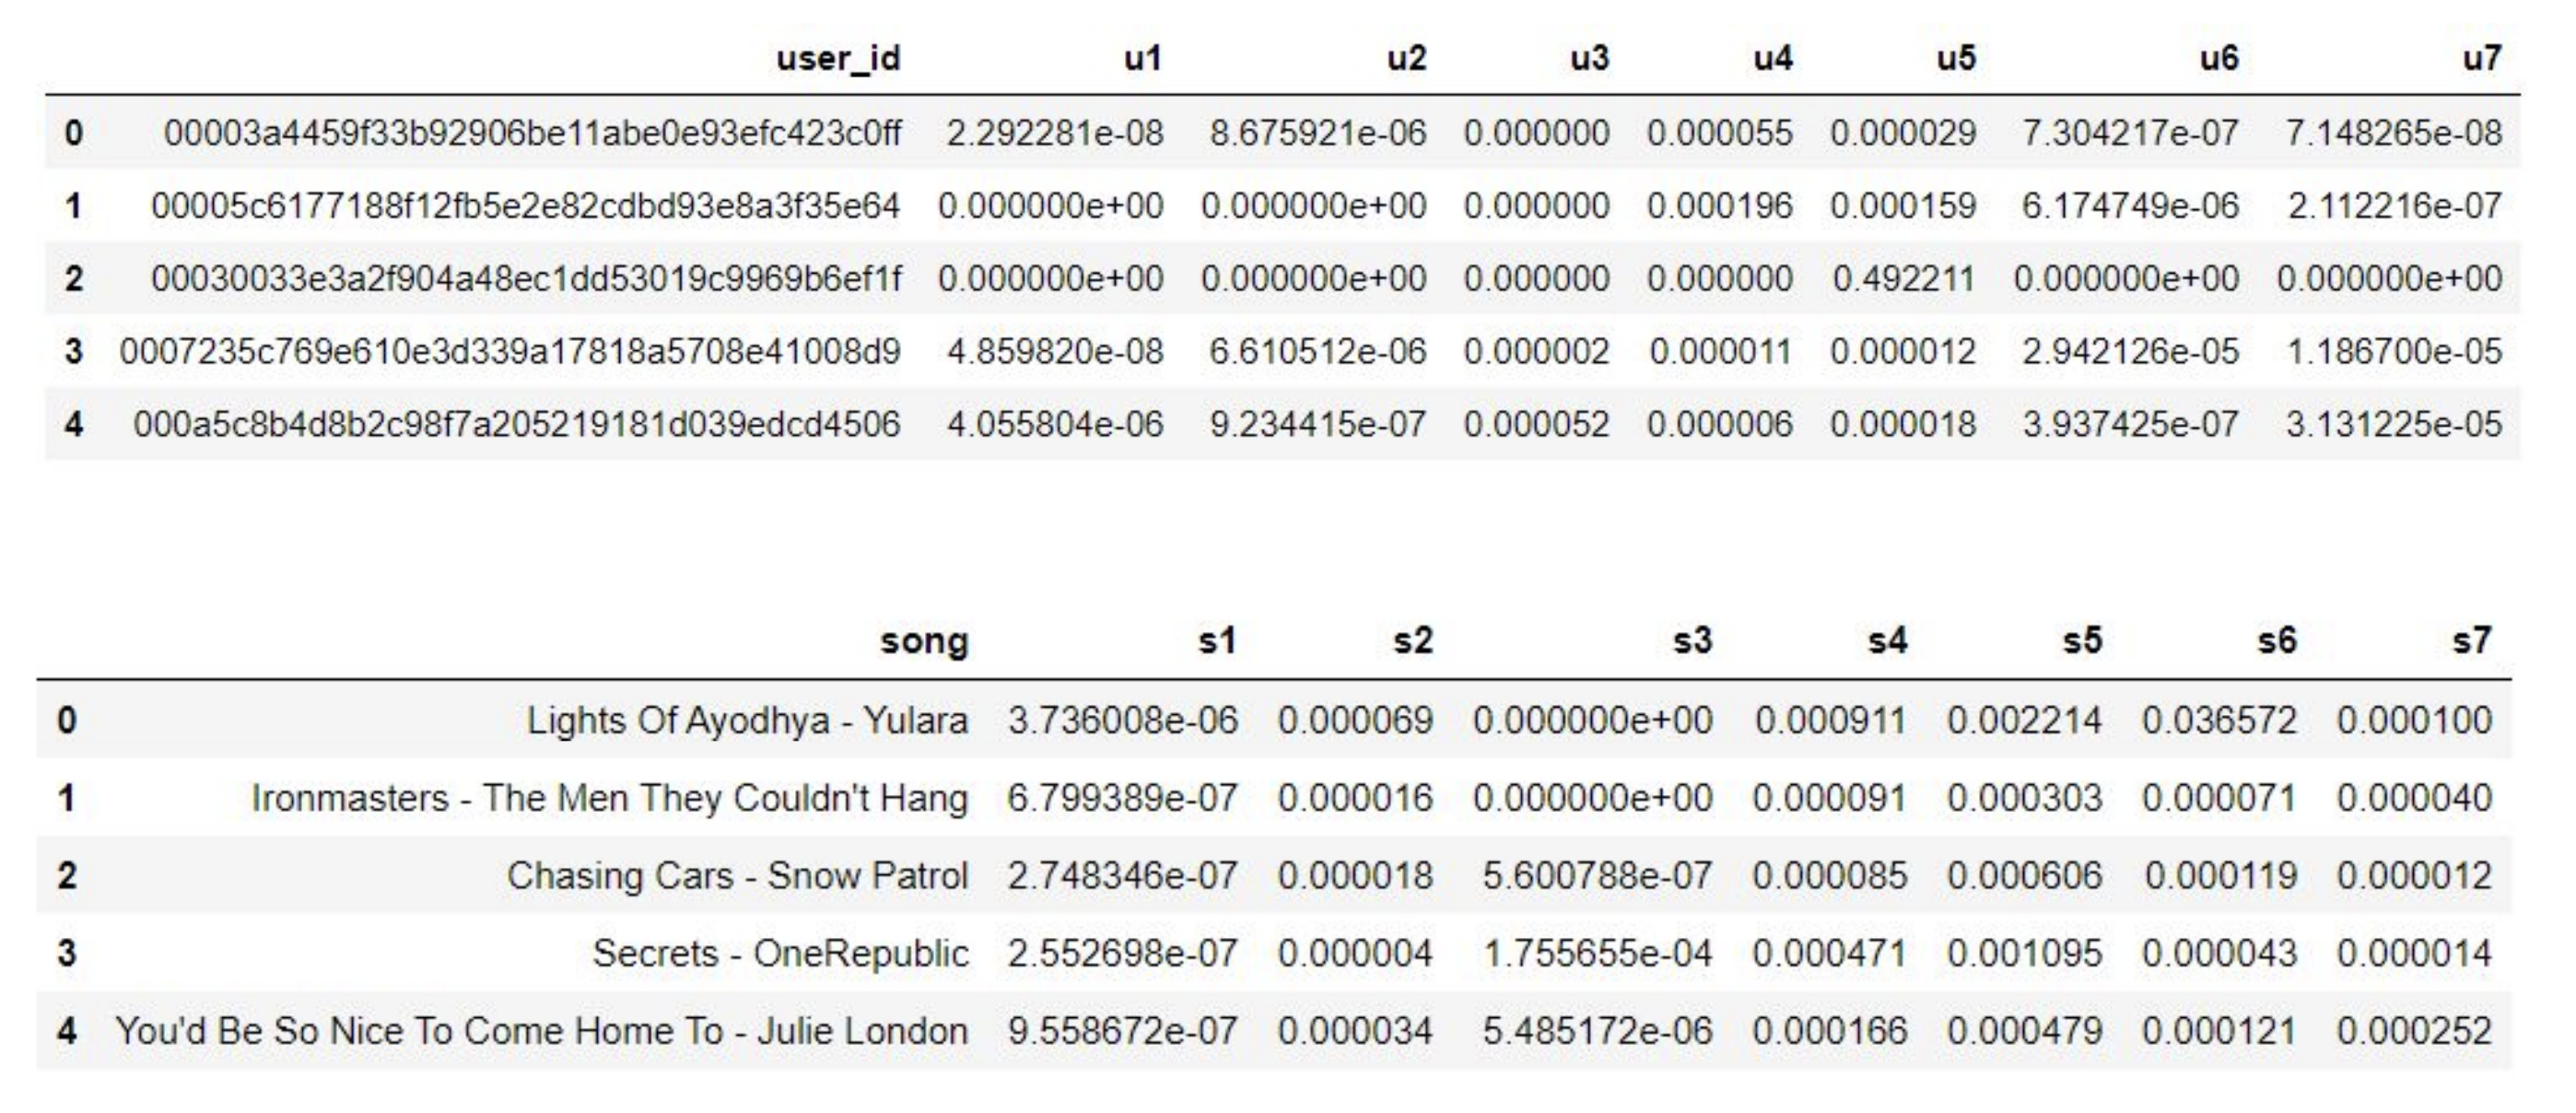 user_id u1 u2 u3 u4 u5 u6 u7
0 00003a4459f33b92906be11abe0e93efc423c0ff 2.292281e-08 8.675921e-06 0.000000 0.000055 0.000029 7.304217e-07 7.148265e-08
1 00005c6177188f12fb5e2e82cdbd93e8a3f35e64 0.000000e+00 0.000000e+00 0.000000 0.000196 0.000159 6.174749e-06 2.112216e-07
2 00030033e3a2f904a48ec1dd53019c9969b6ef1f 0.000000e+00 0.000000e+00 0.000000 0.000000 0.492211 0.000000e+00 0.000000e+00
3 0007235c769e610e3d339a17818a5708e41008d9 4.859820e-08 6.610512e-06 0.000002 0.000011 0.000012 2.942126e-05 1.186700e-05
4 000a5c8b4d8b2c98f7a205219181d039edcd4506 4.055804e-06 9.234415e-07 0.000052 0.000006 0.000018 3.937425e-07 3.131225e-05
song s1 s2 s3 s4 s5 s6 s7
0 Lights Of Ayodhya - Yulara 3.736008e-06 0.000069 0.000000e+00 0.000911 0.002214 0.036572 0.000100
1 Ironmasters - The Men They Couldn't Hang 6.799389e-07 0.000016 0.000000e+00 0.000091 0.000303 0.000071 0.000040
2 Chasing Cars - Snow Patrol 2.748346e-07 0.000018 5.600788e-07 0.000085 0.000606 0.000119 0.000012
3 Secrets - OneRepublic 2.552698e-07 0.000004 1.755655e-04 0.000471 0.001095 0.000043 0.000014
4 You'd Be So Nice To Come Home To - Julie London 9.558672e-07 0.000034 5.485172e-06 0.000166 0.000479 0.000121 0.000252